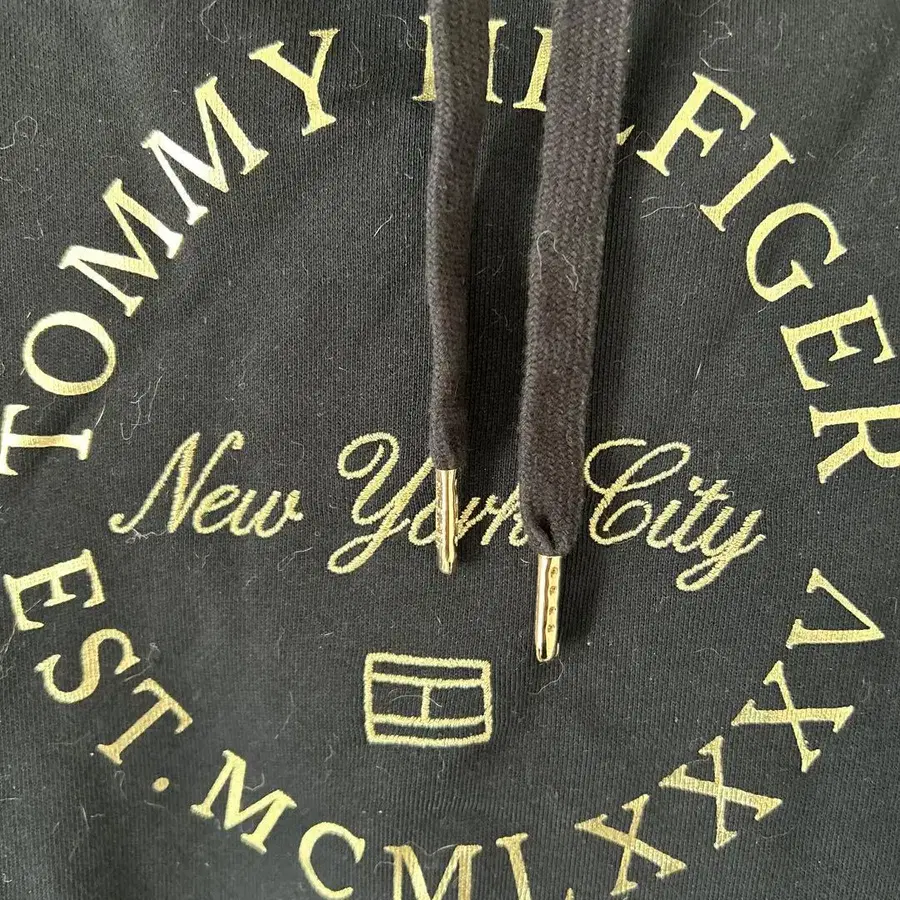 TOMMY HILFIGER
New York City
EST. MCMLXXXV